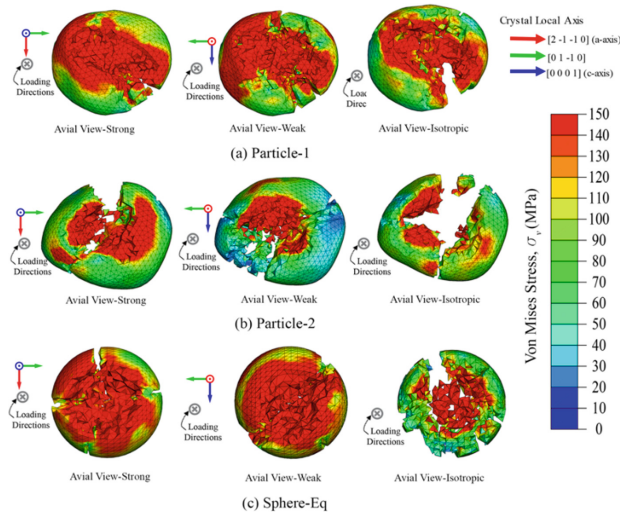 Crystal Local Axis
[2 -1 -1 0] (a-axis)
[0 1 -1 0]
[0 0 0 1] (c-axis)
Loading
Directions
Loading
Directions
Loac
Direc
Avial View-Strong
Avial View-Weak
Avial View-Isotropic
(a) Particle-1
Loading
Directions
Loading
Directions
Loading
Directions
Avial View-Strong
Avial View-Weak
Avial View-Isotropic
(b) Particle-2
Loading
Directions
Loading
Directions
Loading
Directions
Avial View-Strong
Avial View-Weak
Avial View-Isotropic
(c) Sphere-Eq
Von Mises Stress, σv (MPa)
150
140
130
120
110
100
90
80
70
60
50
40
30
20
10
0